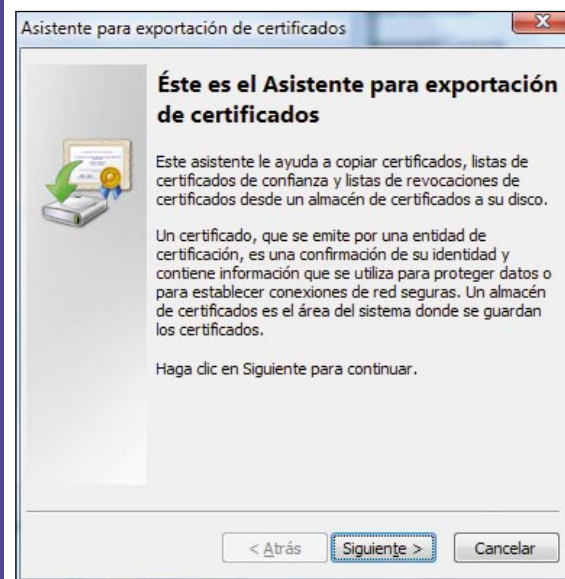 Asistente para exportación de certificados
Éste es el Asistente para exportación
de certificados
Este asistente le ayuda a copiar certificados, listas de
certificados de confianza y listas de revocaciones de
certificados desde un almacén de certificados a su disco.
Un certificado, que se emite por una entidad de
certificación, es una confirmación de su identidad y
contiene información que se utiliza para proteger datos o
para establecer conexiones de red seguras. Un almacén
de certificados es el área del sistema donde se guardan
los certificados.
Haga clic en Siguiente para continuar.
< Atrás Siguiente > Cancelar